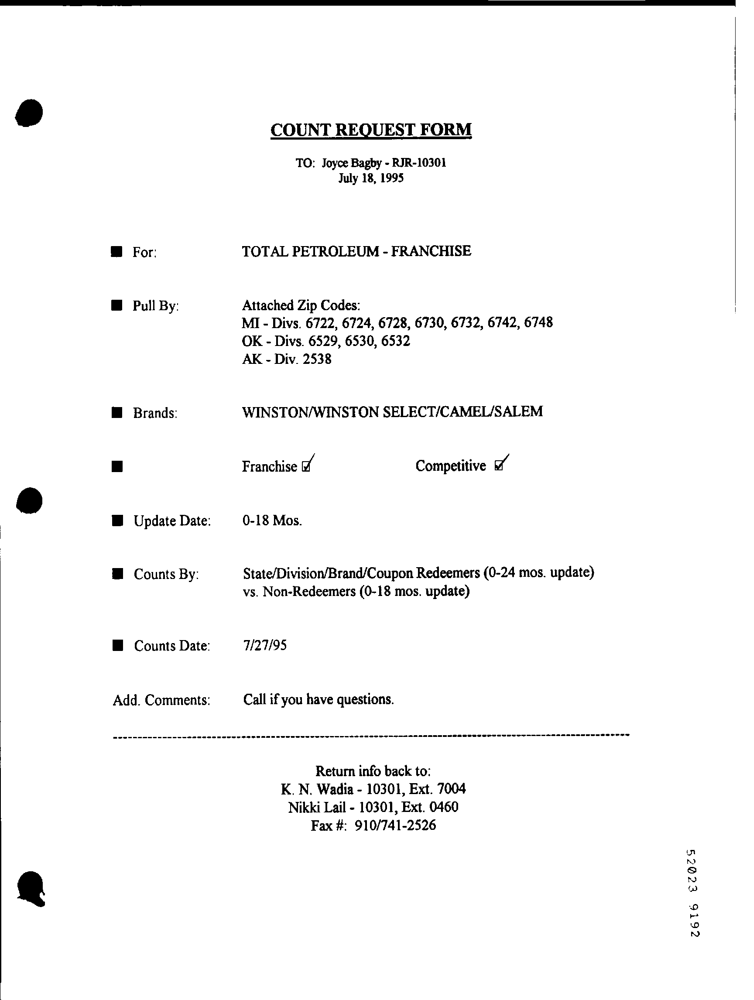 COUNT REQUEST FORM
TO: Joyce Bagby - RJR-10301
July 18, 1995
■ For: TOTAL PETROLEUM - FRANCHISE
■ Pull By: Attached Zip Codes:
MI - Divs. 6722, 6724, 6728, 6730, 6732, 6742, 6748
OK - Divs. 6529, 6530, 6532
AK - Div. 2538
■ Brands: WINSTON/WINSTON SELECT/CAMEL/SALEM
■ Franchise ☑ Competitive ☑
■ Update Date: 0-18 Mos.
■ Counts By: State/Division/Brand/Coupon Redeemers (0-24 mos. update)
vs. Non-Redeemers (0-18 mos. update)
■ Counts Date: 7/27/95
Add. Comments: Call if you have questions.
Return info back to:
K. N. Wadia - 10301, Ext. 7004
Nikki Lail - 10301, Ext. 0460
Fax #: 910/741-2526
52023 9192